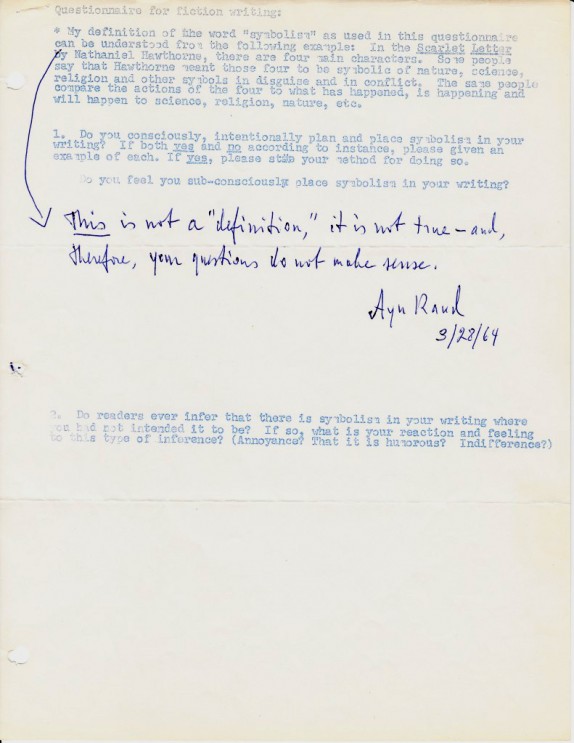 Questionnaire for fiction writing:
* My definition of the word "symbolism" as used in this questionnaire
can be understood from the following example: In the Scarlet Letter
by Nathaniel Hawthorne, there are four main characters. Some people
say that Hawthorne meant those four to be symbolic of nature, science,
religion and other symbols in disguise and in conflict. The same people
compare the actions of the four to what has happened, is happening and
will happen to science, religion, nature, etc.
1. Do you consciously, intentionally plan and place symbolism in your
writing? If both yes and no according to instance, please given an
example of each. If yes, please state your method for doing so.
Do you feel you sub-consciously place symbolism in your writing?
This is not a "definition," it is not true – and,
therefore, your questions do not make sense.
Ayn Rand
3/28/64
2. Do readers ever infer that there is symbolism in your writing where
you had not intended it to be? If so, what is your reaction and feeling
to this type of inference? (Annoyance? That it is humorous? Indifference?)